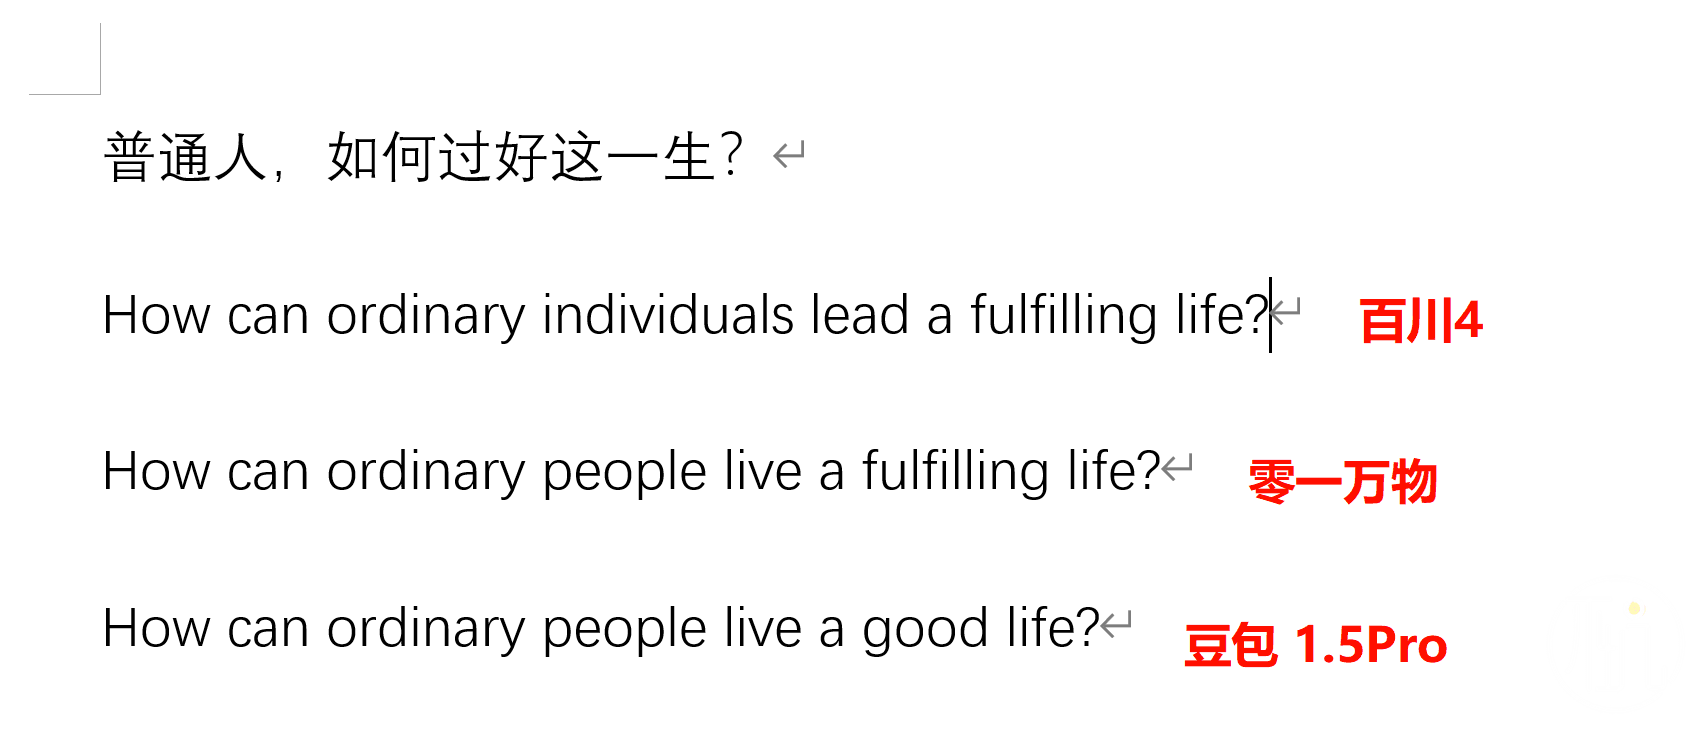 普通人，如何过好这一生？
How can ordinary individuals lead a fulfilling life? 百川4
How can ordinary people live a fulfilling life? 零一万物
How can ordinary people live a good life? 豆包 1.5Pro